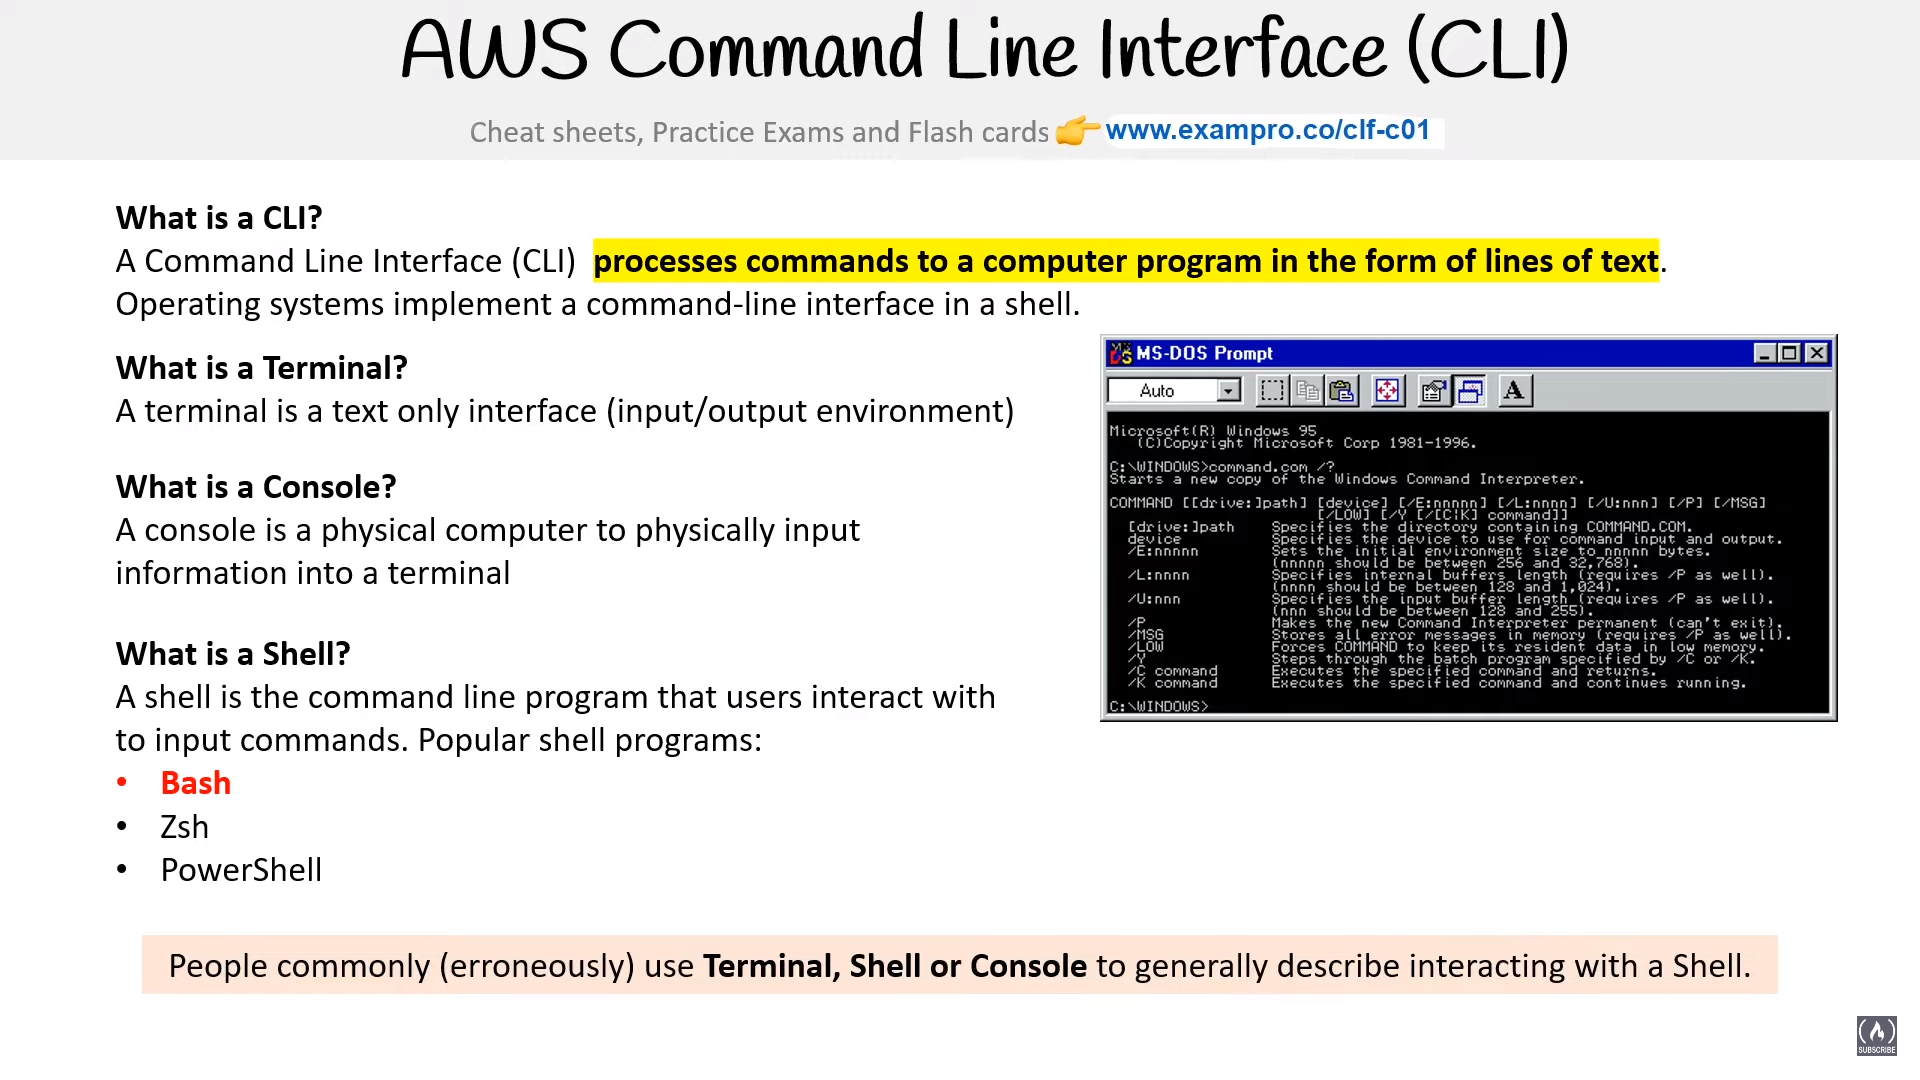 AWS Command Line Interface (CLI)
Cheat sheets, Practice Exams and Flash cards 👉 www.exampro.co/clf-c01
What is a CLI?
A Command Line Interface (CLI) processes commands to a computer program in the form of lines of text.
Operating systems implement a command-line interface in a shell.
What is a Terminal?
A terminal is a text only interface (input/output environment)
What is a Console?
A console is a physical computer to physically input
information into a terminal
What is a Shell?
A shell is the command line program that users interact with
to input commands. Popular shell programs:
• Bash
• Zsh
• PowerShell
MS-DOS Prompt
Auto
A
Microsoft(R) Windows 95
(C)Copyright Microsoft Corp 1981-1996.
C:\WINDOWS>command.com /?
Starts a new copy of the Windows Command Interpreter.
COMMAND [[drive:]path] [device] [/E:nnnnn] [/L:nnnn] [/U:nnn] [/P] [/MSG]
[/LOW] [/Y [/[C|K] command]]
[drive:]path Specifies the directory containing COMMAND.COM.
device Specifies the device to use for command input and output.
/E:nnnnn Sets the initial environment size to nnnnn bytes.
(nnnnn should be between 256 and 32,768).
/L:nnnn Specifies internal buffers length (requires /P as well).
(nnnn should be between 128 and 1,024).
/U:nnn Specifies the input buffer length (requires /P as well).
(nnn should be between 128 and 255).
/P Makes the new Command Interpreter permanent (can't exit).
/MSG Stores all error messages in memory (requires /P as well).
/LOW Forces COMMAND to keep its resident data in low memory.
/Y Steps through the batch program specified by /C or /K.
/C command Executes the specified command and returns.
/K command Executes the specified command and continues running.
C:\WINDOWS>
People commonly (erroneously) use Terminal, Shell or Console to generally describe interacting with a Shell.
SUBSCRIBE